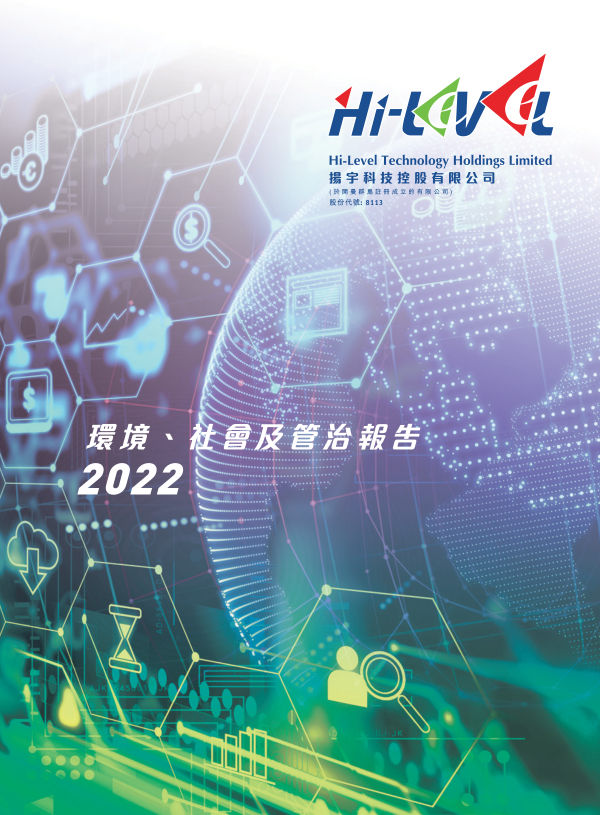 Hi-LEVEL
Hi-Level Technology Holdings Limited
揚宇科技控股有限公司
(於開曼群島註冊成立的有限公司)
股份代號: 8113
環境、社會及管治報告
2022